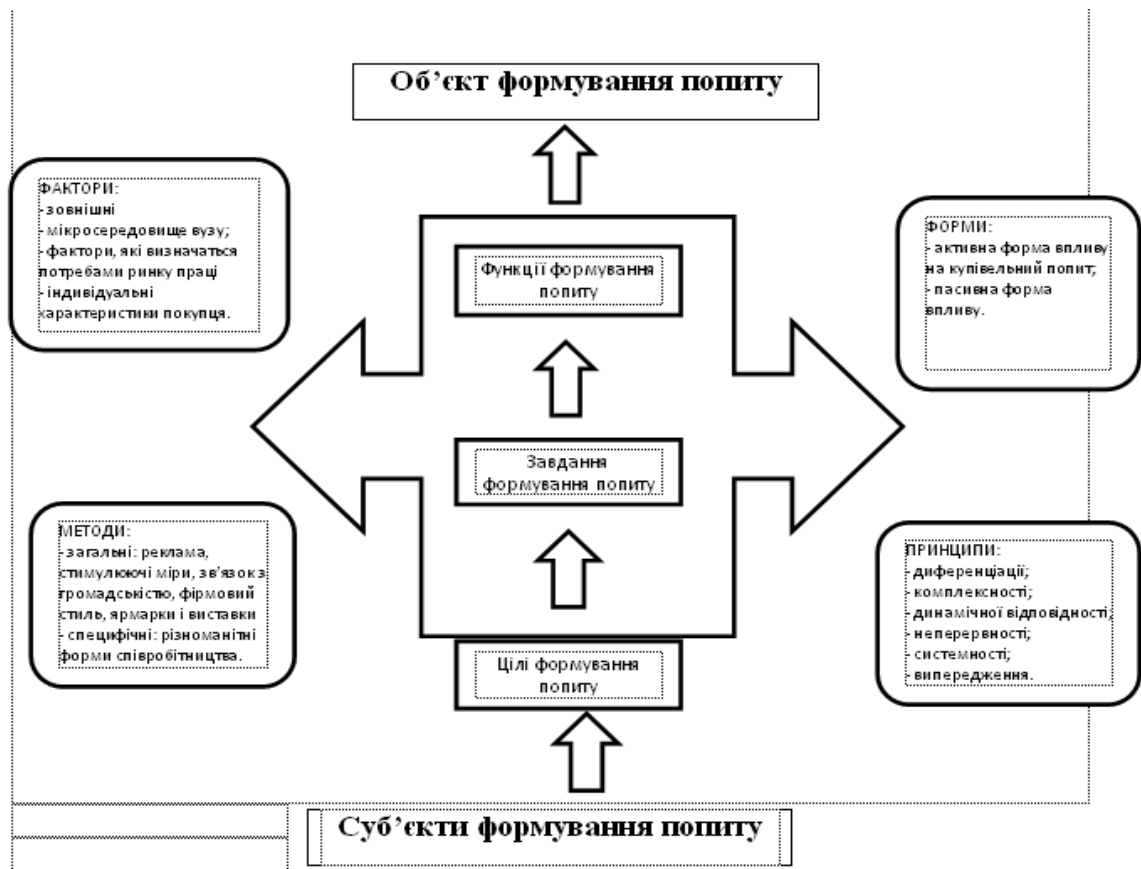 Об’єкт формування попиту
ФАКТОРИ:
- зовнішні
- мікросередовище вузу;
- фактори, які визначаться
потребами ринку праці
- індивідуальні
характеристики покупця.
ФОРМИ:
- активна форма впливу
на купівельний попит;
- пасивна форма
впливу.
Функції формування
попиту
Завдання
формування попиту
МЕТОДИ:
- загальні: реклама,
стимулюючі міри, зв’язок з
громадськістю, фірмовий
стиль, ярмарки і виставки
- специфічні: різноманітні
форми співробітництва.
ПРИНЦИПИ:
- диференціації;
- комплексності;
- динамічної відповідності;
- неперервності;
- системності;
- випередження.
Цілі формування
попиту
Суб’єкти формування попиту